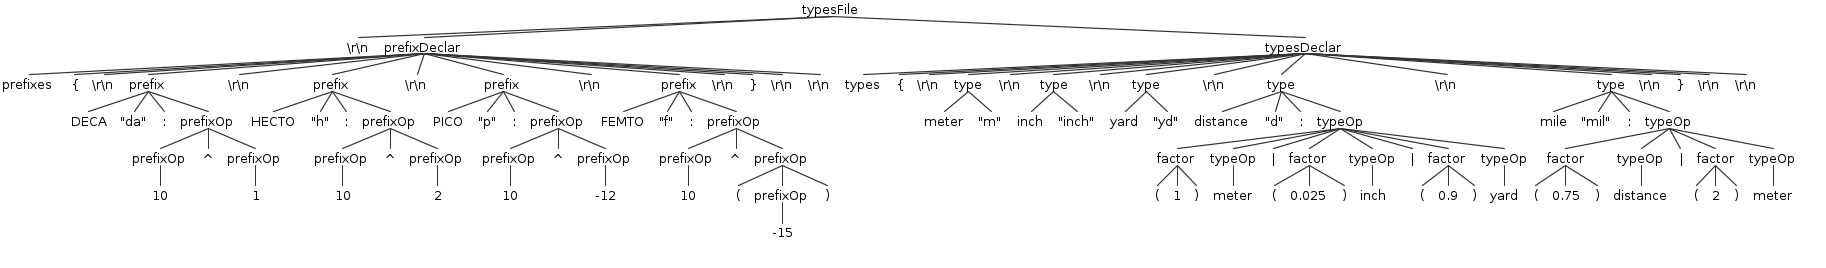 typesFile
\r\n prefixDeclar typesDeclar
prefixes { \r\n prefix \r\n prefix \r\n prefix \r\n prefix \r\n } \r\n \r\n types { \r\n type \r\n type \r\n type \r\n type \r\n type \r\n } \r\n \r\n
DECA "da" : prefixOp HECTO "h" : prefixOp PICO "p" : prefixOp FEMTO "f" : prefixOp meter "m" inch "inch" yard "yd" distance "d" : typeOp mile "mil" : typeOp
prefixOp ^ prefixOp prefixOp ^ prefixOp prefixOp ^ prefixOp prefixOp ^ prefixOp factor typeOp | factor typeOp | factor typeOp factor typeOp | factor typeOp
10 1 10 2 10 -12 10 ( prefixOp ) ( 1 ) meter ( 0.025 ) inch ( 0.9 ) yard ( 0.75 ) distance ( 2 ) meter
-15